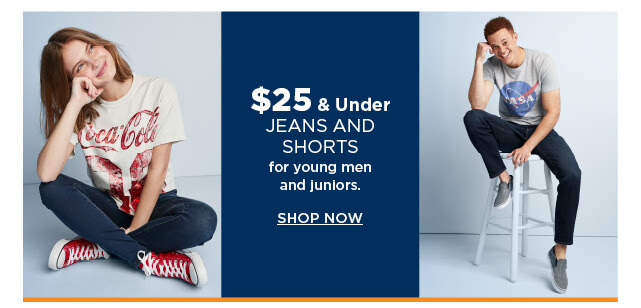 Coca-Cola
$25 & Under
JEANS AND
SHORTS
for young men
and juniors.
SHOP NOW
NASA